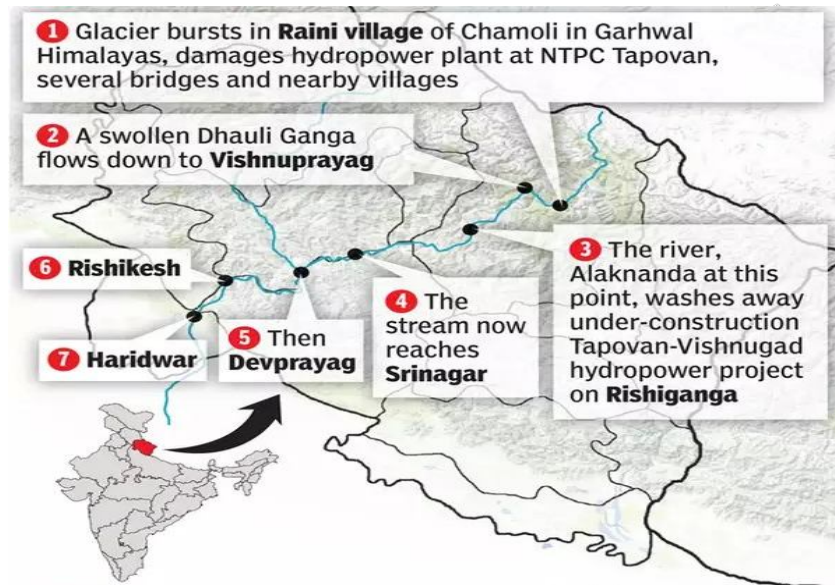 1 Glacier bursts in Raini village of Chamoli in Garhwal
Himalayas, damages hydropower plant at NTPC Tapovan,
several bridges and nearby villages
2 A swollen Dhauli Ganga
flows down to Vishnuprayag
3 The river,
Alaknanda at this
point, washes away
under-construction
Tapovan-Vishnugad
hydropower project
on Rishiganga
4 The
stream now
reaches
Srinagar
5 Then
Devprayag
6 Rishikesh
7 Haridwar